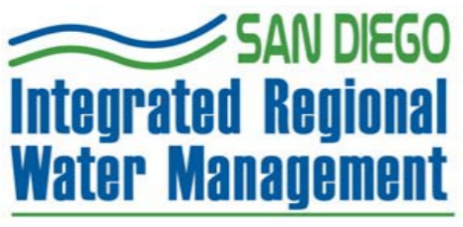 SAN DIEGO
Integrated Regional
Water Management